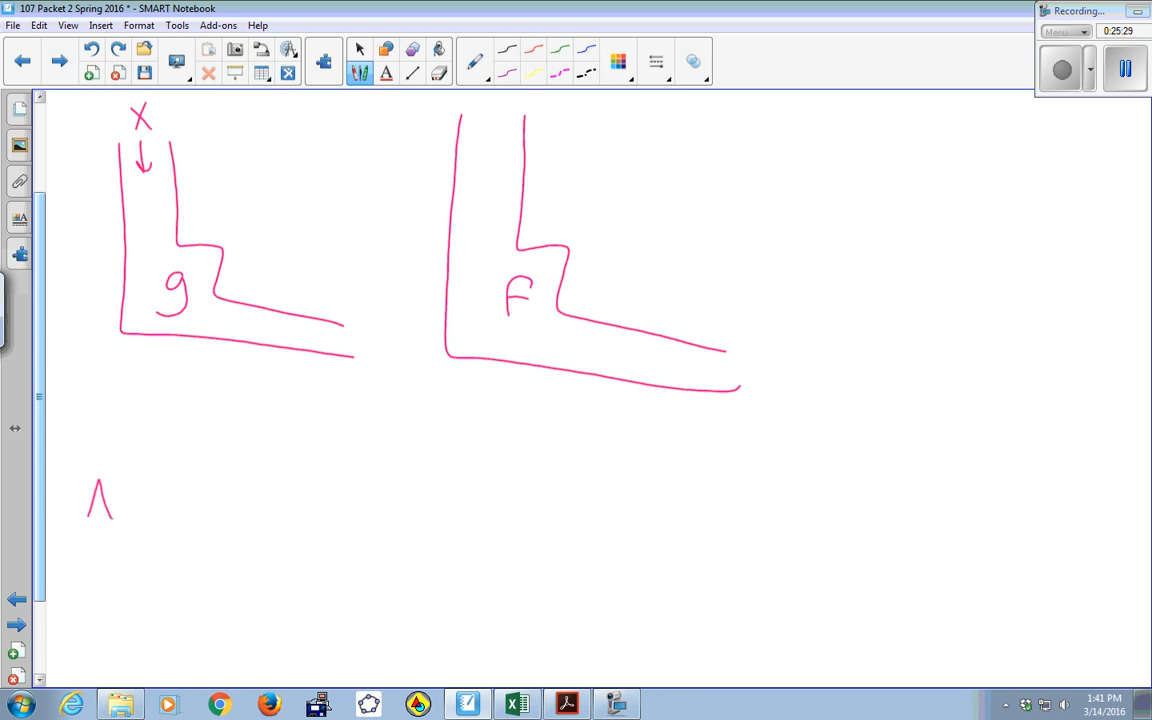 107 Packet 2 Spring 2016 * - SMART Notebook
Recording...
File Edit View Insert Format Tools Add-ons Help
Menu
0:25:29
X
g
F
1:41 PM
3/14/2016